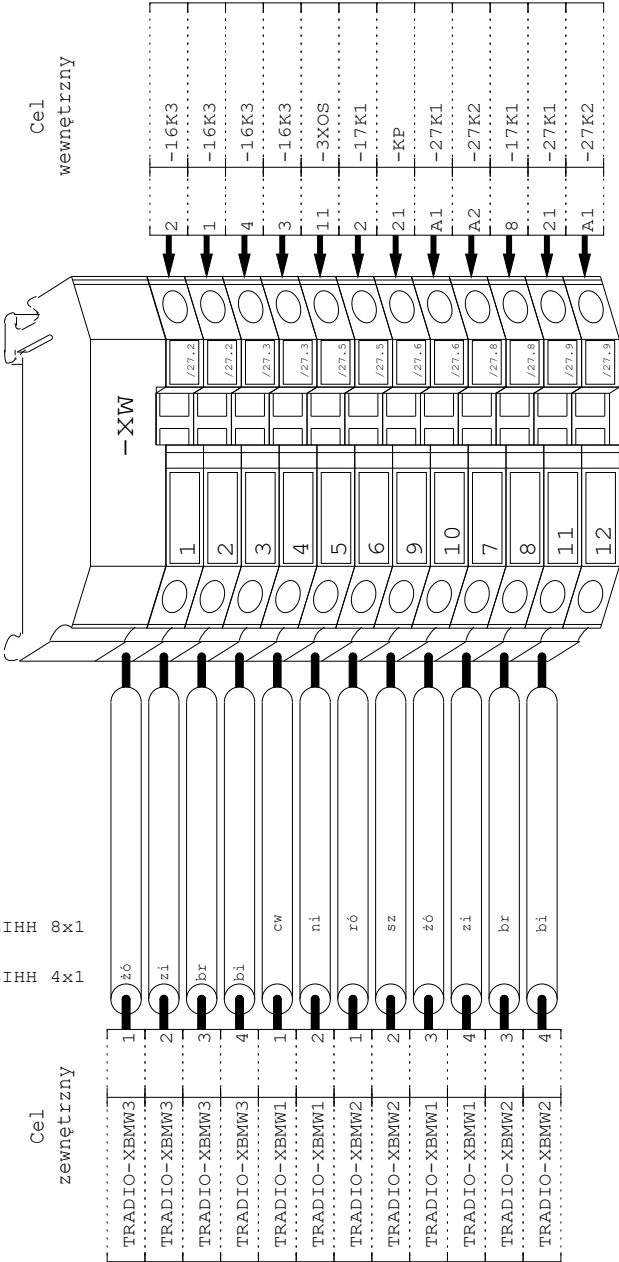 Cel
wewnętrzny
-16K3
-16K3
-16K3
-16K3
-3XOS
-17K1
-KP
-27K1
-27K2
-17K1
-27K1
-27K2
2
1
4
3
11
2
21
A1
A2
8
21
A1
-XW
/27.2
/27.2
/27.3
/27.3
/27.5
/27.5
/27.6
/27.6
/27.8
/27.8
/27.9
/27.9
1
2
3
4
5
6
9
10
7
8
11
12
IHH 8x1
cw
ni
ró
sz
żó
zi
br
bi
IHH 4x1
żó
zi
br
bi
Cel
zewnętrzny
1
2
3
4
1
2
1
2
3
4
3
4
TRADIO-XBMW3
TRADIO-XBMW3
TRADIO-XBMW3
TRADIO-XBMW3
TRADIO-XBMW1
TRADIO-XBMW1
TRADIO-XBMW2
TRADIO-XBMW2
TRADIO-XBMW1
TRADIO-XBMW1
TRADIO-XBMW2
TRADIO-XBMW2